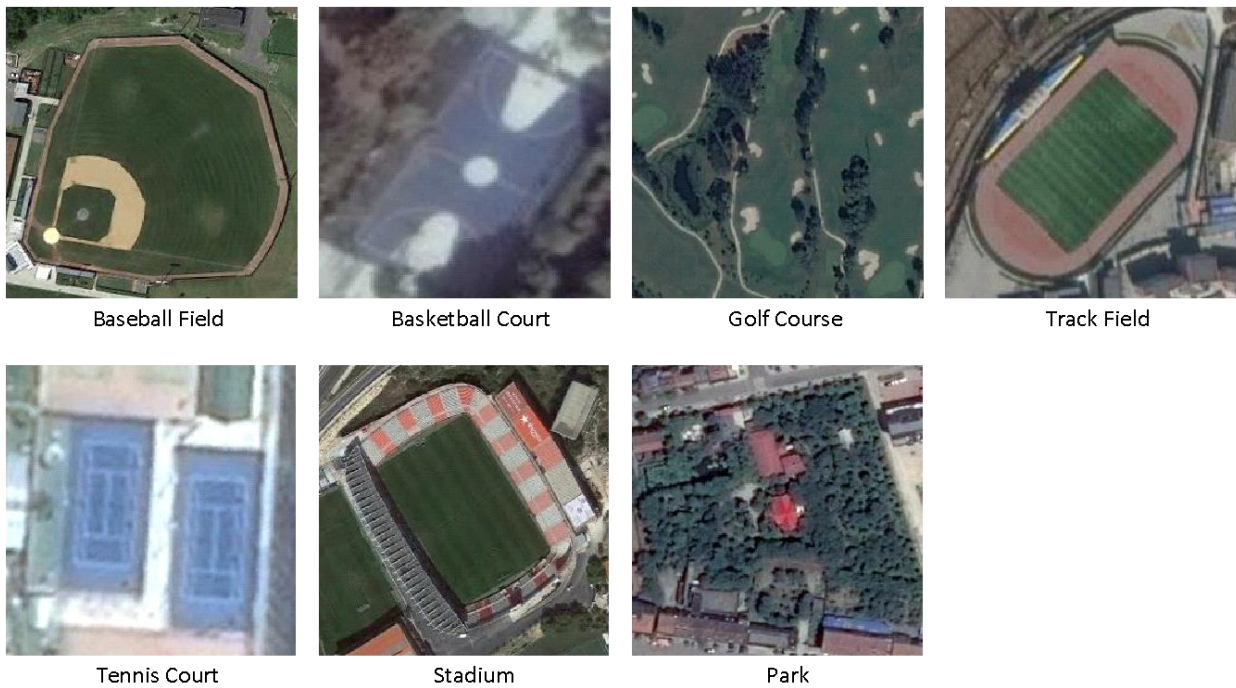 Baseball Field
Basketball Court
Golf Course
Track Field
Tennis Court
Stadium
Park